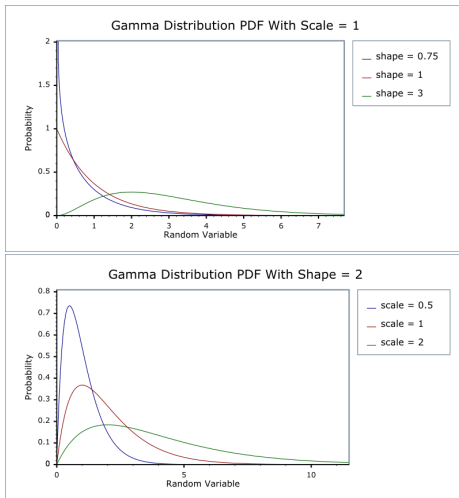 Gamma Distribution PDF With Scale = 1
2
1.5
1
0.5
0
Probability
0 1 2 3 4 5 6 7
Random Variable
shape = 0.75
shape = 1
shape = 3
Gamma Distribution PDF With Shape = 2
0.8
0.7
0.6
0.5
0.4
0.3
0.2
0.1
0
Probability
0 5 10
Random Variable
scale = 0.5
scale = 1
scale = 2